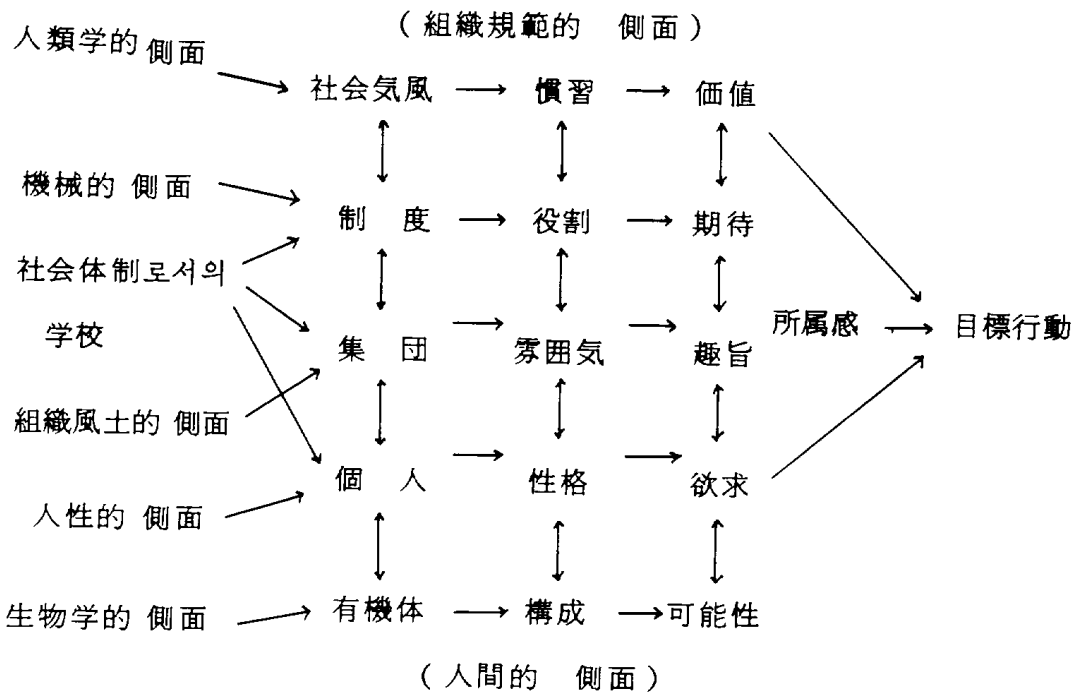 (組織規範的 側面)
人類学的 側面
社会気風 慣習 価値
機械的 側面
制 度 役割 期待
社会体制로서의
学校
所属感 目標行動
集 団 雰囲気 趣旨
組織風土的 側面
個 人 性格 欲求
人性的 側面
生物学的 側面
有機体 構成 可能性
(人間的 側面)